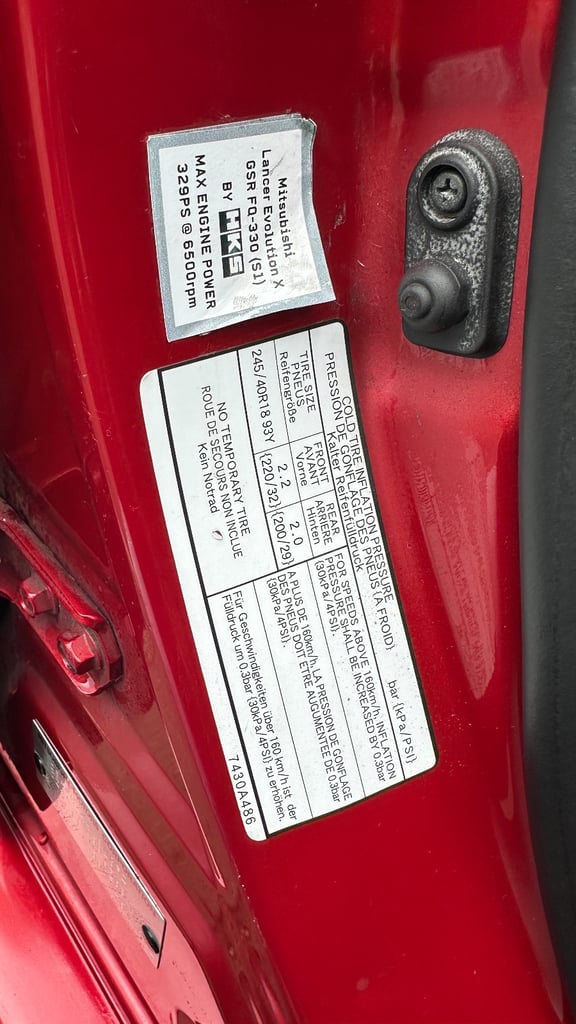 Mitsubishi
Lancer Evolution X
GSR FQ-330 (S1)
BY HKS
MAX ENGINE POWER
329PS @ 6500rpm
COLD TIRE INFLATION PRESSURE
PRESSION DE GONFLAGE DES PNEUS (A FROID)
Kalter Reifenfülldruck
bar {kPa/PSI}
TIRE SIZE
PNEUS
Reifengröße
FRONT
AVANT
Vorne
REAR
ARRIERE
Hinten
245/40R18 93Y
2.2
{220/32}
2.0
{200/29}
FOR SPEEDS ABOVE 160km/h, INFLATION
PRESSURE SHALL BE INCREASED BY 0.3bar
{30kPa/4PSI}.
A PLUS DE 160km/h, LA PRESSION DE GONFLAGE
DES PNEUS DOIT ETRE AUGUMENTEE DE 0.3bar
{30kPa/4PSI}.
Für Geschwindigkeiten über 160 km/h ist der
Fülldruck um 0.3bar{30kPa/4PSI} zu erhöhen.
NO TEMPORARY TIRE
ROUE DE SECOURS NON INCLUE
Kein Notrad
7430A486